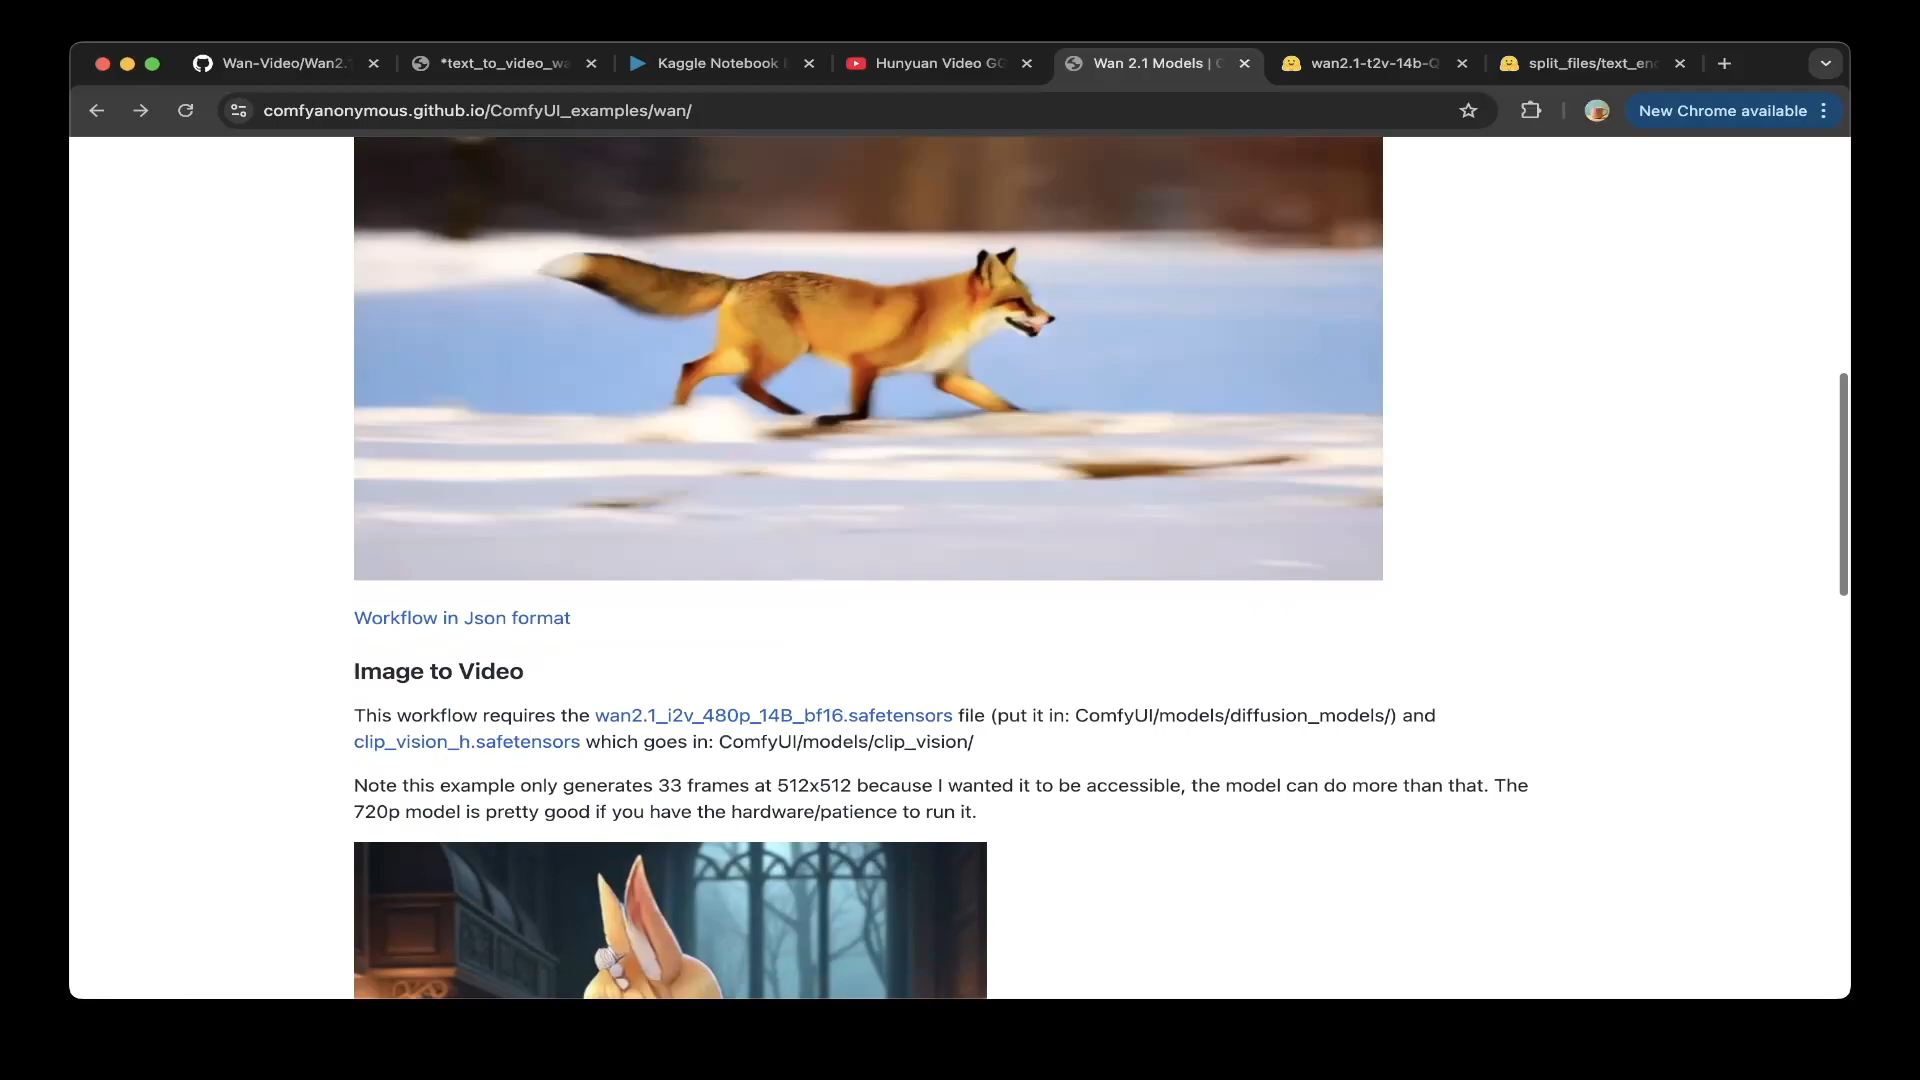 Wan-Video/Wan2.
*text_to_video_wa
Kaggle Notebook
Hunyuan Video GG
Wan 2.1 Models |
wan2.1-t2v-14b-Q
split_files/text_enc
comfyanonymous.github.io/ComfyUI_examples/wan/
New Chrome available
Workflow in Json format
Image to Video
This workflow requires the wan2.1_i2v_480p_14B_bf16.safetensors file (put it in: ComfyUI/models/diffusion_models/) and
clip_vision_h.safetensors which goes in: ComfyUI/models/clip_vision/
Note this example only generates 33 frames at 512x512 because I wanted it to be accessible, the model can do more than that. The
720p model is pretty good if you have the hardware/patience to run it.